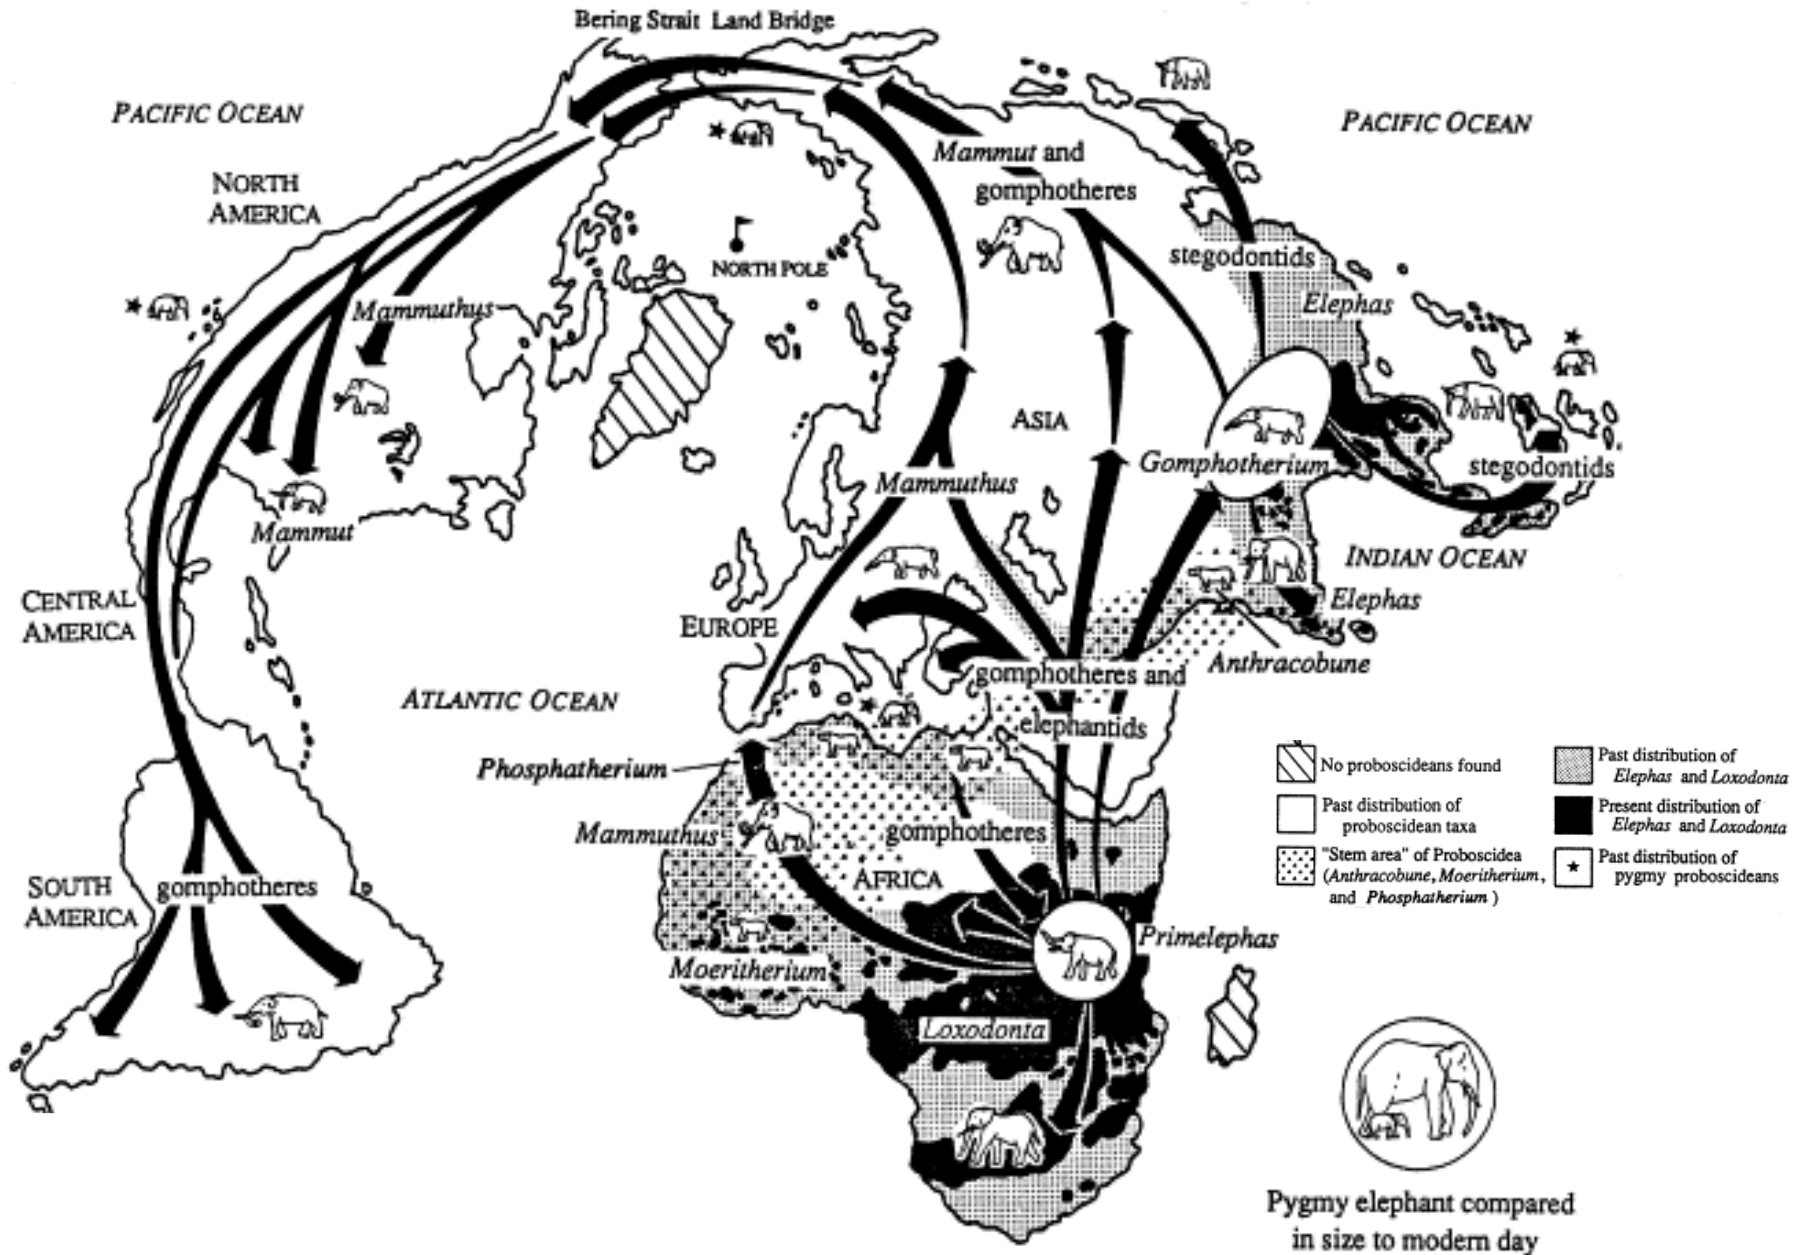 Bering Strait Land Bridge
PACIFIC OCEAN
PACIFIC OCEAN
Mammut and
gomphotheres
NORTH
AMERICA
NORTH POLE
stegodontids
Elephas
Mammuthus
ASIA
Gomphotherium
stegodontids
Mammuthus
Mammut
INDIAN OCEAN
Elephas
CENTRAL
AMERICA
EUROPE
Anthracobune
gomphotheres and
elephantids
ATLANTIC OCEAN
Phosphatherium
Mammuthus
gomphotheres
AFRICA
SOUTH
AMERICA
gomphotheres
Primelephas
Moeritherium
Loxodonta
No proboscideans found
Past distribution of
proboscidean taxa
"Stem area" of Proboscidea
(Anthracobune, Moeritherium,
and Phosphatherium)
Past distribution of
Elephas and Loxodonta
Present distribution of
Elephas and Loxodonta
Past distribution of
pygmy proboscideans
Pygmy elephant compared
in size to modern day